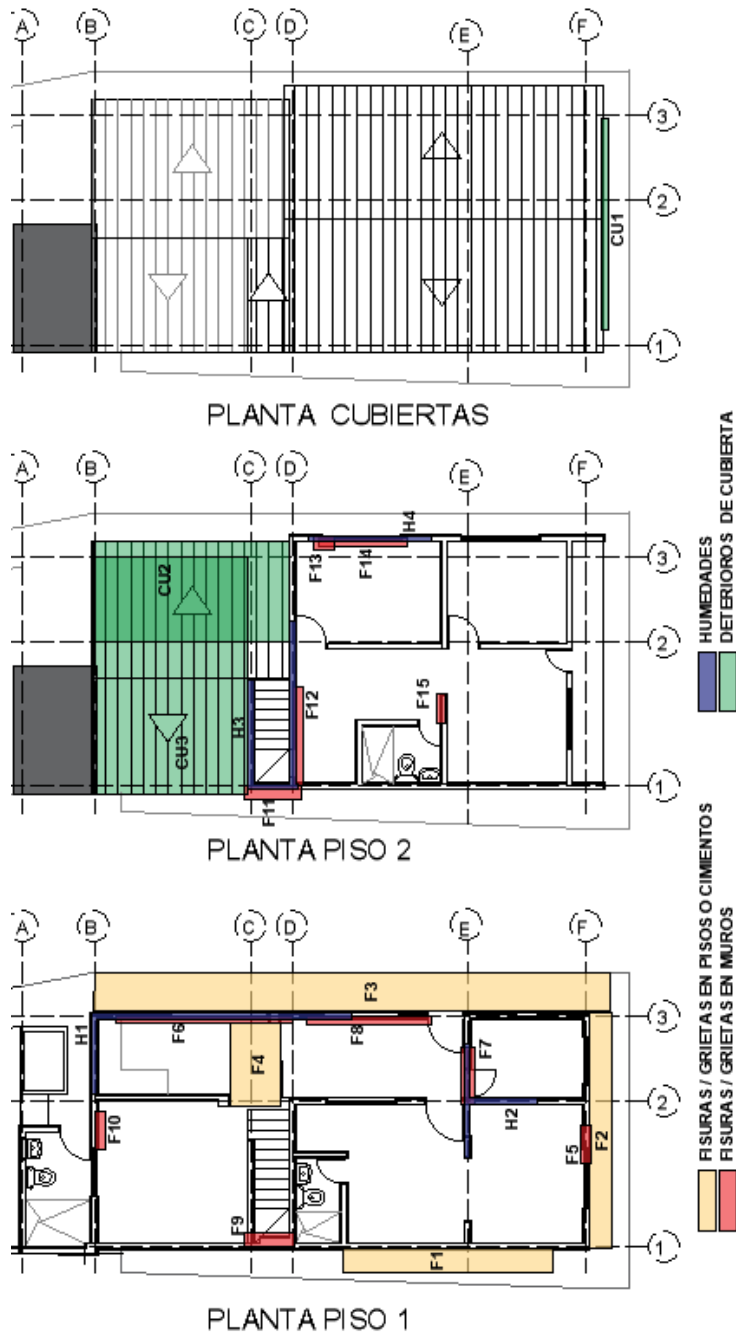 A B C D E F
3
2
1
CU1
PLANTA CUBIERTAS
A B C D E F
3
2
1
CU2
CU3
H3
H4
F13
F14
F12
F15
F11
PLANTA PISO 2
A B C D E F
3
2
1
H1
F3
F6
F8
F4
F7
F10
H2
F5
F2
F9
F1
PLANTA PISO 1
HUMEDADES
DETERIOROS DE CUBIERTA
FISURAS / GRIETAS EN PISOS O CIMIENTOS
FISURAS / GRIETAS EN MUROS